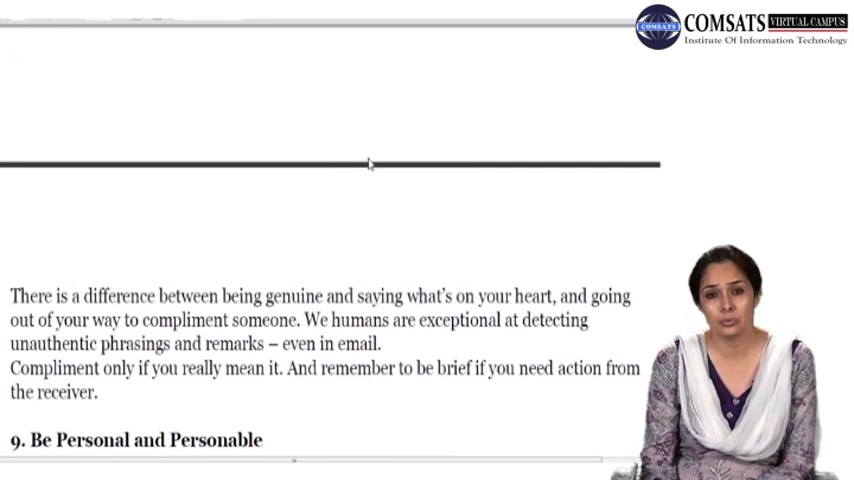 COMSATS
COMSATS VIRTUAL CAMPUS
Institute Of Information Technology
There is a difference between being genuine and saying what's on your heart, and going
out of your way to compliment someone. We humans are exceptional at detecting
unauthentic phrasings and remarks – even in email.
Compliment only if you really mean it. And remember to be brief if you need action from
the receiver.
9. Be Personal and Personable